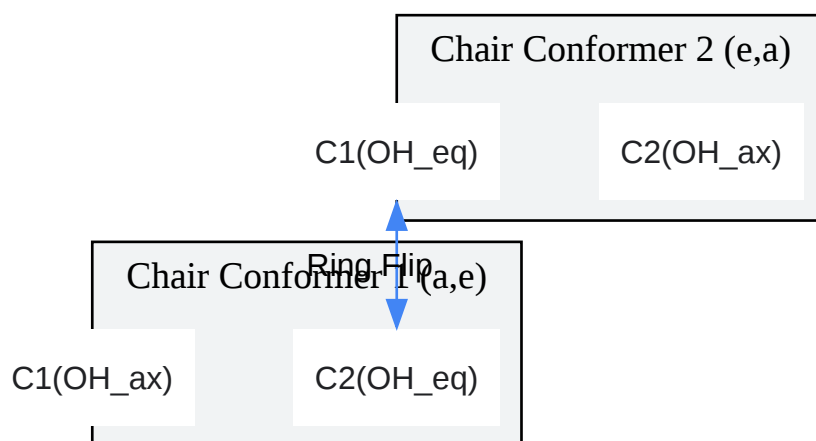 Chair Conformer 2 (e,a)
C1(OH_eq)
C2(OH_ax)
Ring Flip
Chair Conformer 1 (a,e)
C1(OH_ax)
C2(OH_eq)